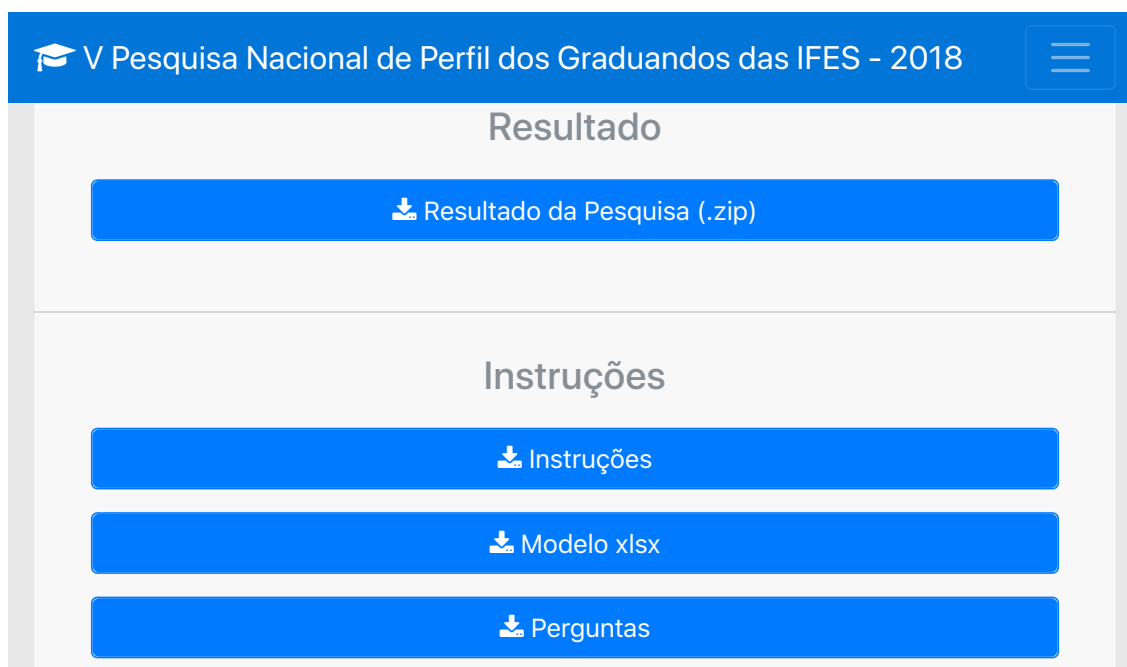 V Pesquisa Nacional de Perfil dos Graduandos das IFES - 2018
Resultado
Resultado da Pesquisa (.zip)
Instruções
Instruções
Modelo xlsx
Perguntas